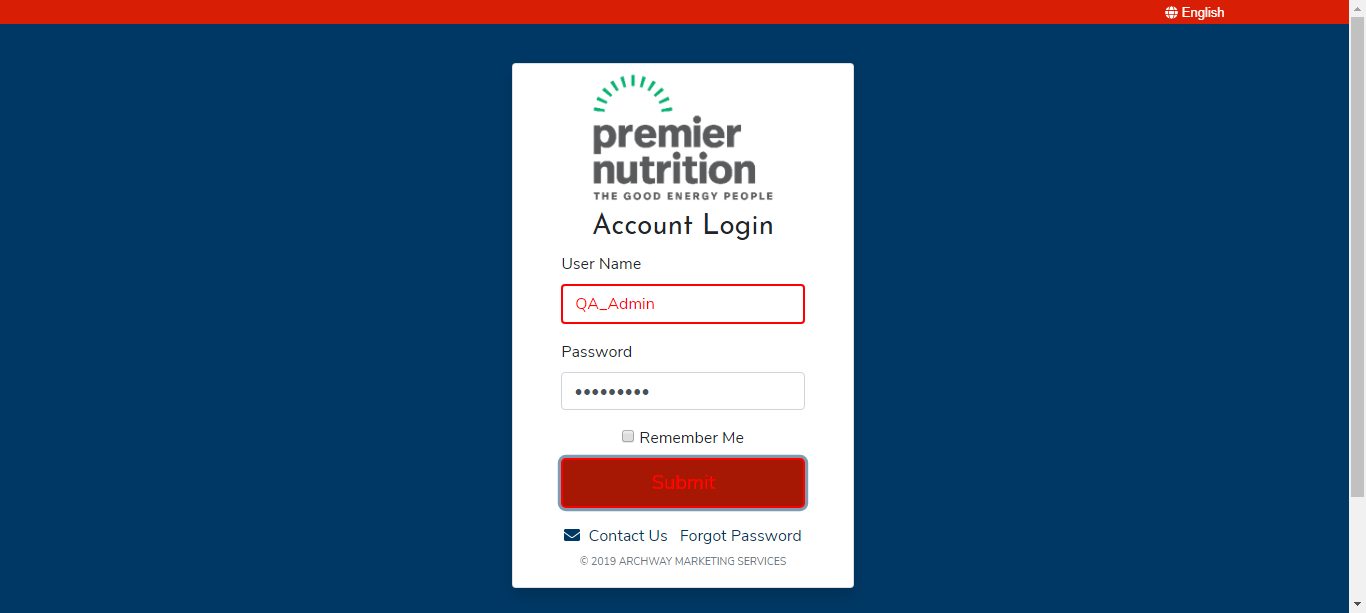 English
premier
nutrition
THE GOOD ENERGY PEOPLE
Account Login
User Name
QA_Admin
Password
•••••••••
Remember Me
Submit
Contact Us Forgot Password
© 2019 ARCHWAY MARKETING SERVICES